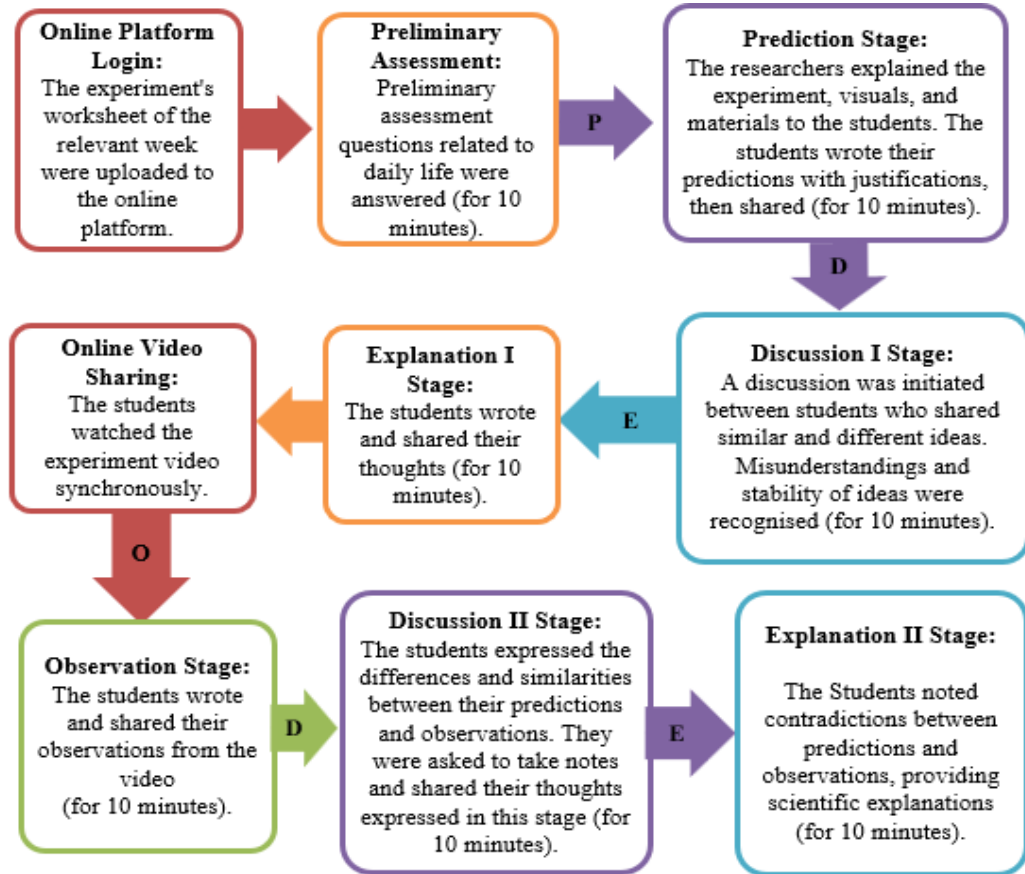 Online Platform
Login:
The experiment's
worksheet of the
relevant week
were uploaded to
the online
platform.
Preliminary
Assessment:
Preliminary
assessment
questions related to
daily life were
answered (for 10
minutes).
P
Prediction Stage:
The researchers explained the
experiment, visuals, and
materials to the students. The
students wrote their
predictions with justifications,
then shared (for 10 minutes).
D
Discussion I Stage:
A discussion was initiated
between students who shared
similar and different ideas.
Misunderstandings and
stability of ideas were
recognised (for 10 minutes).
E
Explanation I
Stage:
The students wrote
and shared their
thoughts (for 10
minutes).
Online Video
Sharing:
The students
watched the
experiment video
synchronously.
O
Observation Stage:
The students wrote
and shared their
observations from the
video
(for 10 minutes).
D
Discussion II Stage:
The students expressed the
differences and similarities
between their predictions
and observations. They
were asked to take notes
and shared their thoughts
expressed in this stage (for
10 minutes).
E
Explanation II Stage:
The Students noted
contradictions between
predictions and
observations, providing
scientific explanations
(for 10 minutes).